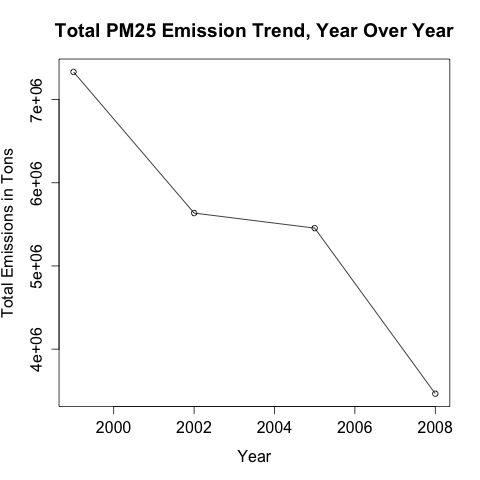 Total PM25 Emission Trend, Year Over Year
Total Emissions in Tons
7e+06
6e+06
5e+06
4e+06
2000 2002 2004 2006 2008
Year